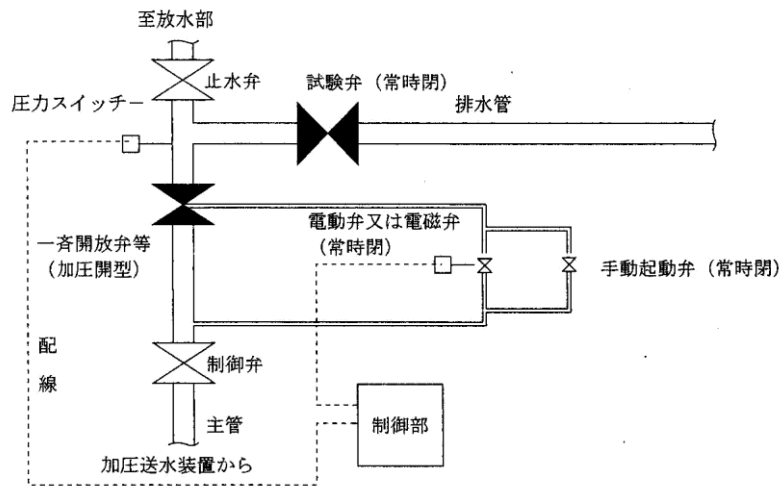 至放水部
止水弁
試験弁（常時閉）
圧力スイッチー
排水管
電動弁又は電磁弁
（常時閉）
一斉開放弁等
（加圧開型）
手動起動弁（常時閉）
配
線
制御弁
制御部
主管
加圧送水装置から